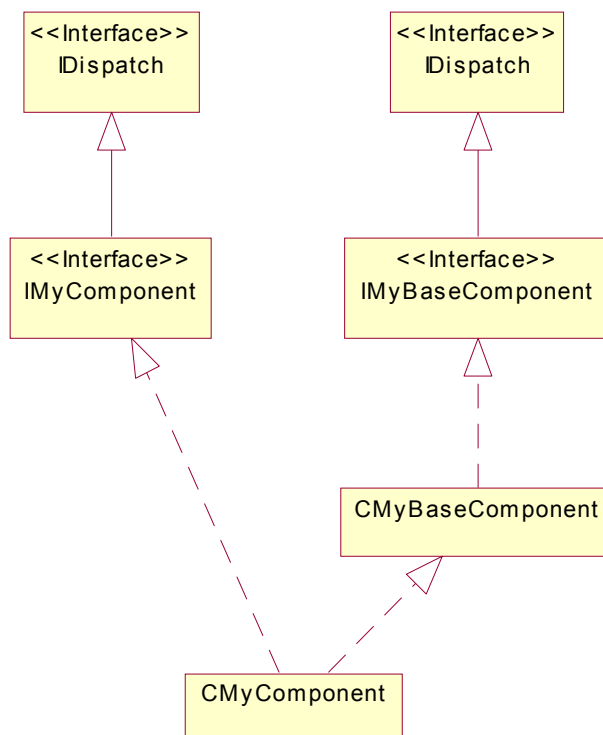 <<Interface>>
IDispatch
<<Interface>>
IDispatch
<<Interface>>
IMyComponent
<<Interface>>
IMyBaseComponent
CMyBaseComponent
CMyComponent